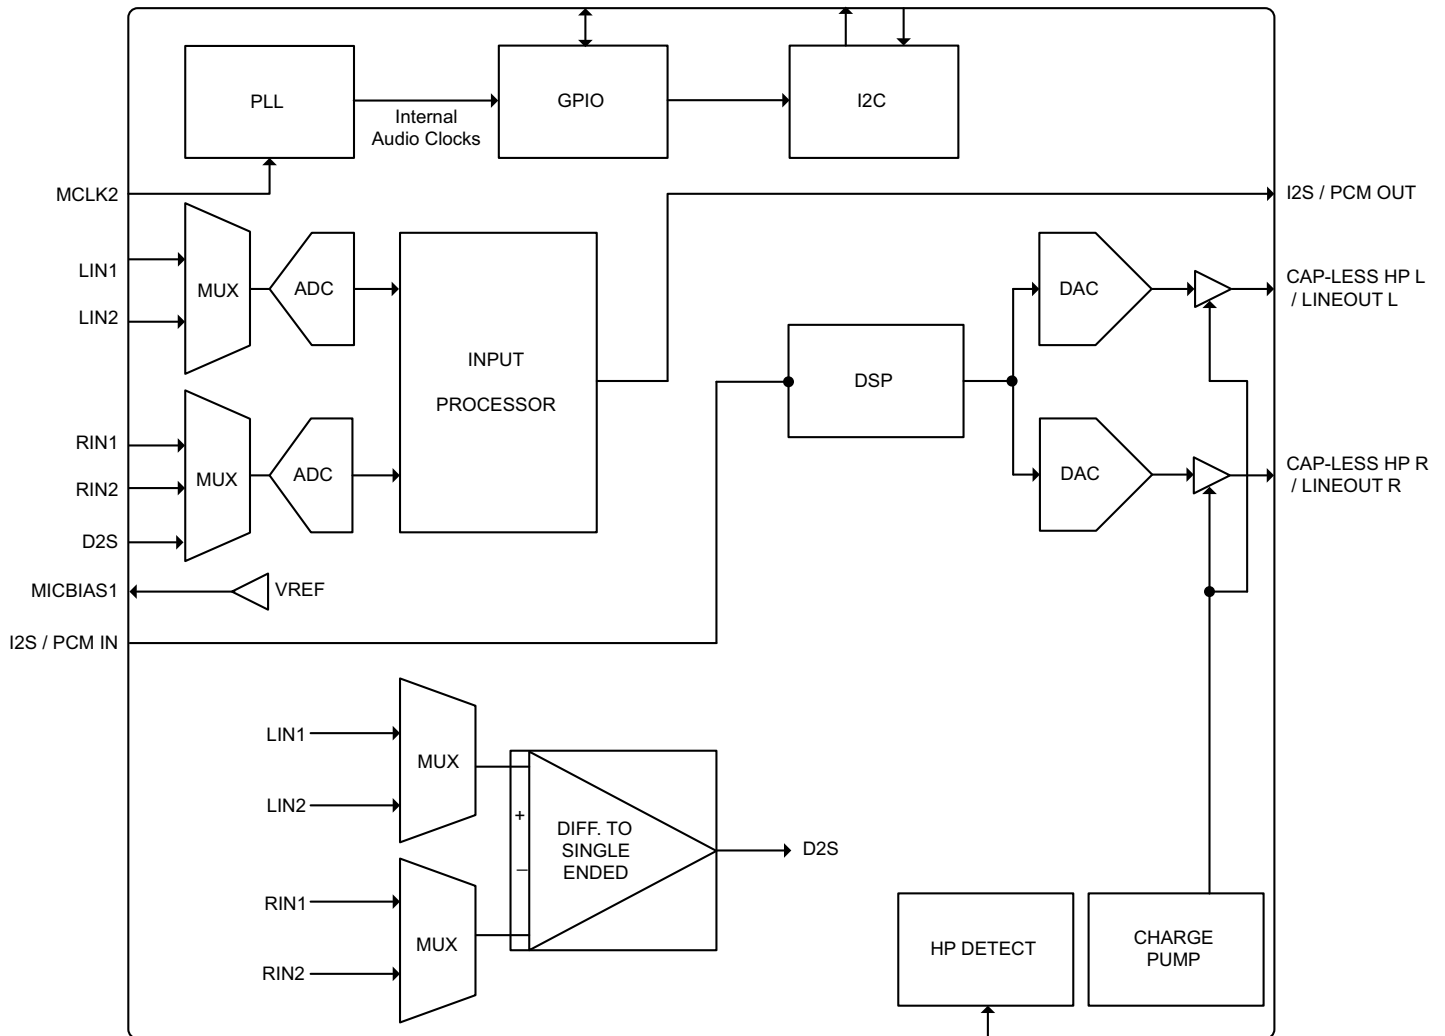 PLL
Internal
Audio Clocks
GPIO
I2C
MCLK2
I2S / PCM OUT
LIN1
LIN2
MUX
ADC
INPUT
PROCESSOR
DSP
DAC
CAP-LESS HP L
/ LINEOUT L
RIN1
RIN2
D2S
MUX
ADC
DAC
CAP-LESS HP R
/ LINEOUT R
MICBIAS1
VREF
I2S / PCM IN
LIN1
LIN2
MUX
RIN1
RIN2
MUX
+
–
DIFF. TO
SINGLE
ENDED
D2S
HP DETECT
CHARGE
PUMP